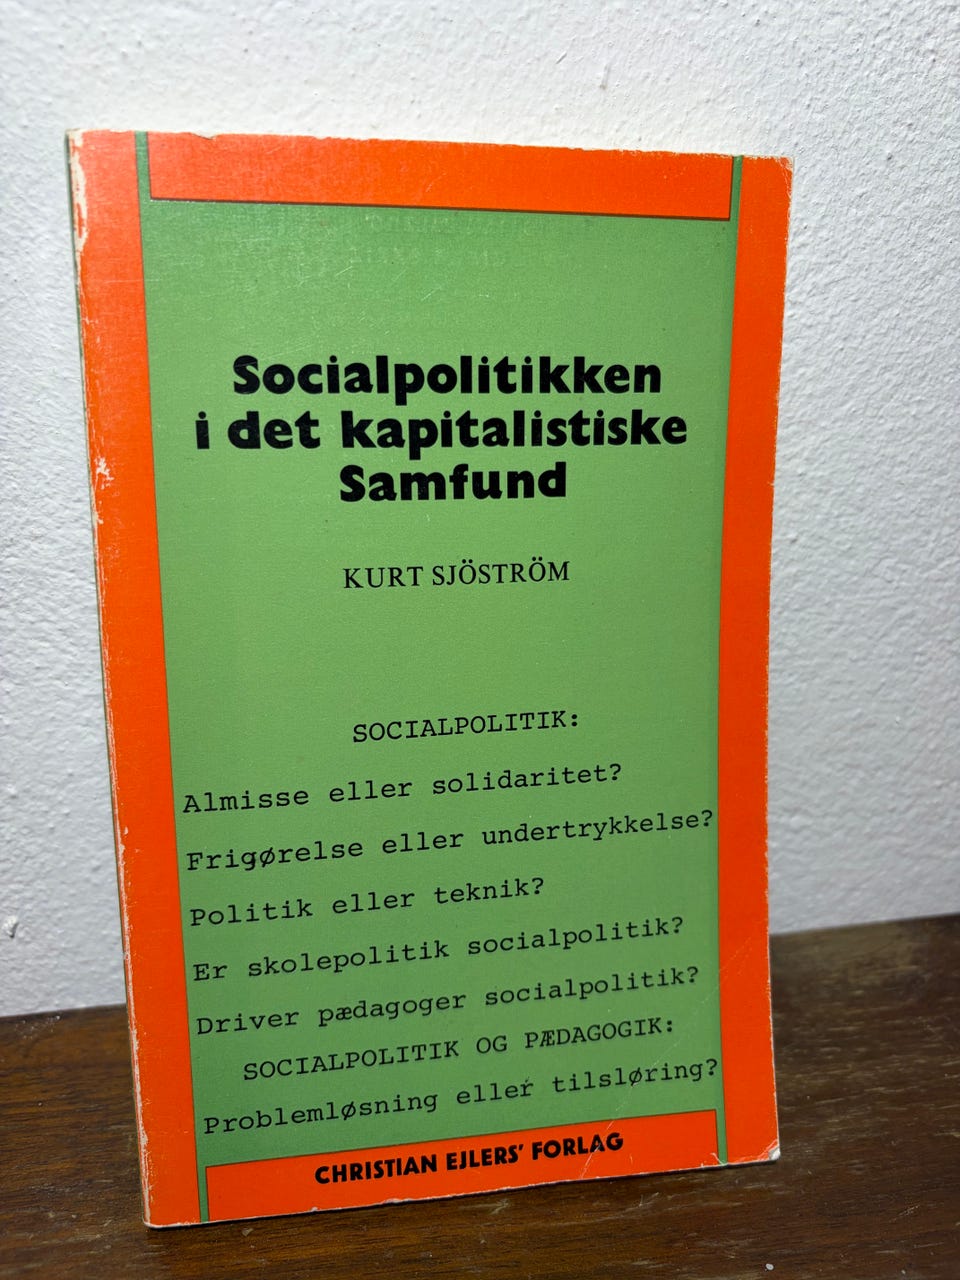 Socialpolitikken
i det kapitalistiske
Samfund
KURT SJÖSTRÖM
SOCIALPOLITIK:
Almisse eller solidaritet?
Frigørelse eller undertrykkelse?
Politik eller teknik?
Er skolepolitik socialpolitik?
Driver pædagoger socialpolitik?
SOCIALPOLITIK OG PÆDAGOGIK:
Problemløsning eller tilsløring?
CHRISTIAN EJLERS' FORLAG